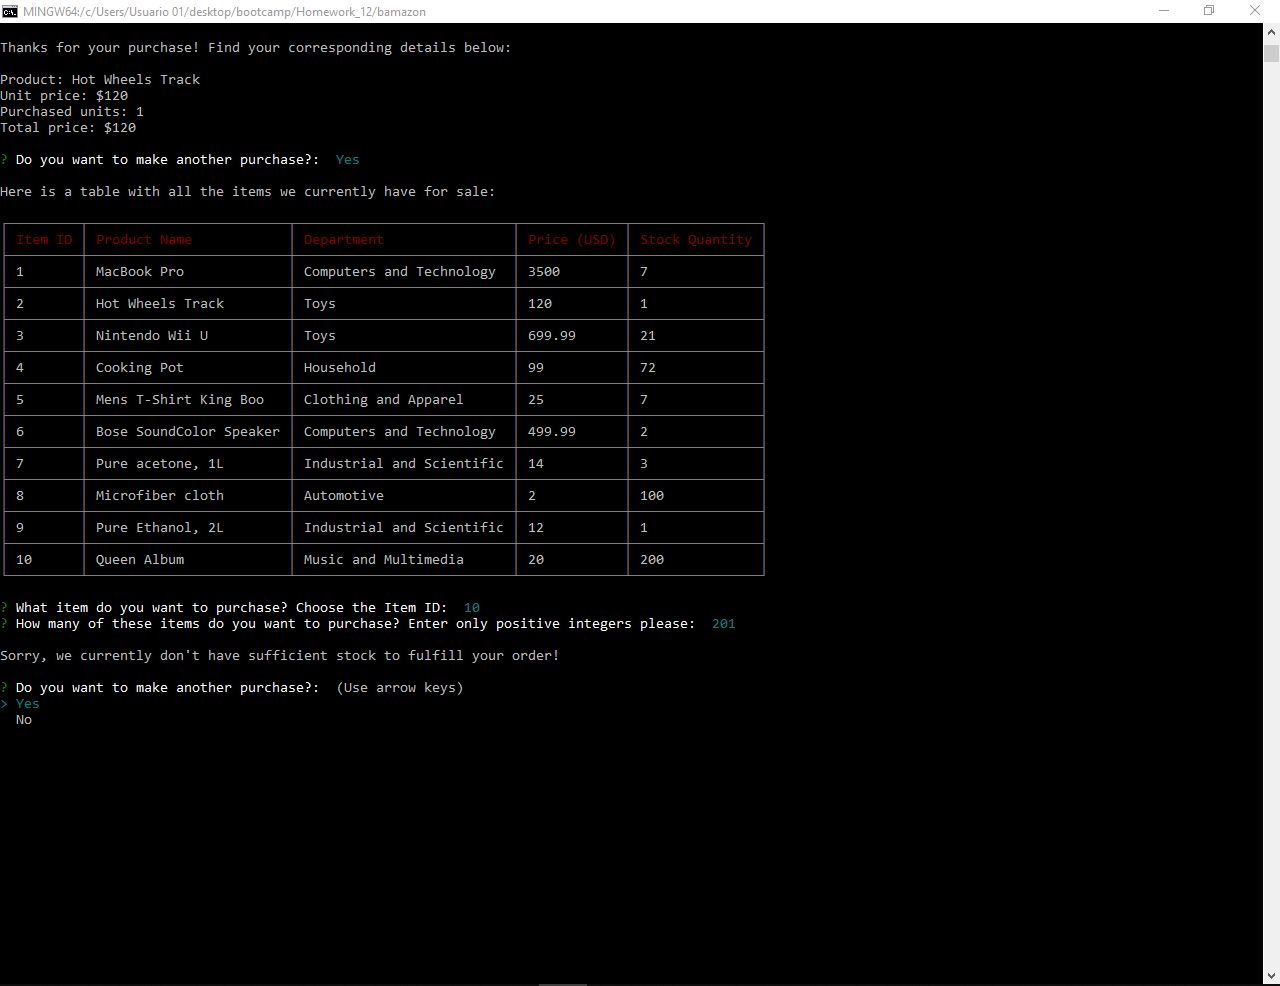 MINGW64:/c/Users/Usuario 01/desktop/bootcamp/Homework_12/bamazon
Thanks for your purchase! Find your corresponding details below:
Product: Hot Wheels Track
Unit price: $120
Purchased units: 1
Total price: $120
? Do you want to make another purchase?:  Yes
Here is a table with all the items we currently have for sale:
Item ID Product Name Department Price (USD) Stock Quantity
1 MacBook Pro Computers and Technology 3500 7
2 Hot Wheels Track Toys 120 1
3 Nintendo Wii U Toys 699.99 21
4 Cooking Pot Household 99 72
5 Mens T-Shirt King Boo Clothing and Apparel 25 7
6 Bose SoundColor Speaker Computers and Technology 499.99 2
7 Pure acetone, 1L Industrial and Scientific 14 3
8 Microfiber cloth Automotive 2 100
9 Pure Ethanol, 2L Industrial and Scientific 12 1
10 Queen Album Music and Multimedia 20 200
? What item do you want to purchase? Choose the Item ID:  10
? How many of these items do you want to purchase? Enter only positive integers please:  201
Sorry, we currently don't have sufficient stock to fulfill your order!
? Do you want to make another purchase?:  (Use arrow keys)
> Yes
No